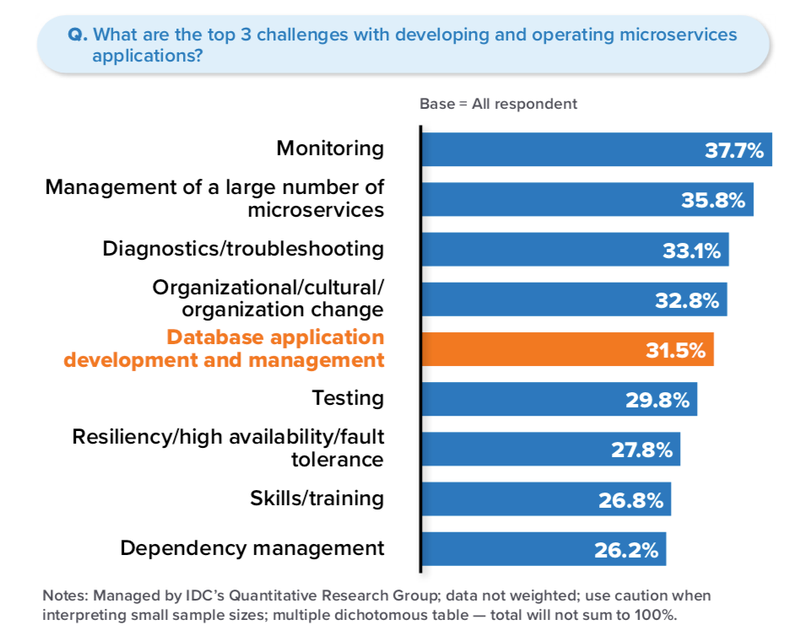 Q. What are the top 3 challenges with developing and operating microservices
applications?
Base = All respondent
Monitoring
37.7%
Management of a large number of
microservices
35.8%
Diagnostics/troubleshooting
33.1%
Organizational/cultural/
organization change
32.8%
Database application
development and management
31.5%
Testing
29.8%
Resiliency/high availability/fault
tolerance
27.8%
Skills/training
26.8%
Dependency management
26.2%
Notes: Managed by IDC's Quantitative Research Group; data not weighted; use caution when
interpreting small sample sizes; multiple dichotomous table — total will not sum to 100%.